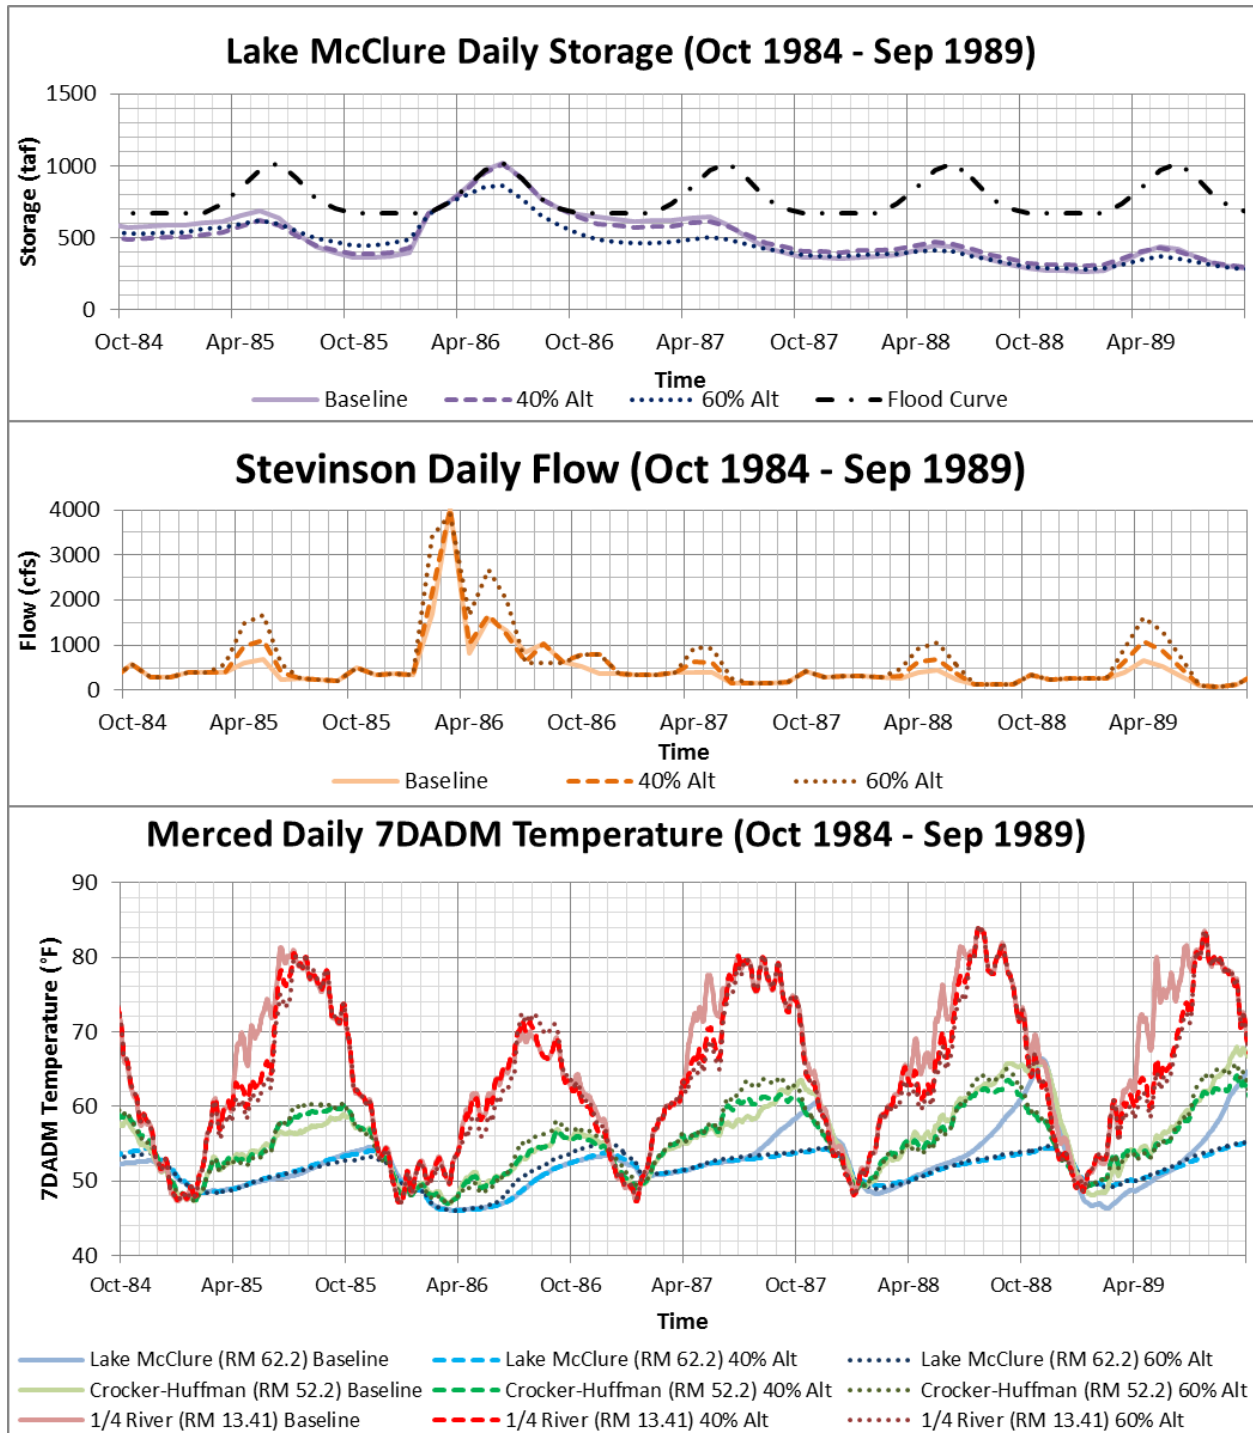 Lake McClure Daily Storage (Oct 1984 - Sep 1989)
Storage (taf)
1500
1000
500
0
Oct-84 Apr-85 Oct-85 Apr-86 Oct-86 Apr-87 Oct-87 Apr-88 Oct-88 Apr-89
Time
Baseline 40% Alt 60% Alt Flood Curve
Stevinson Daily Flow (Oct 1984 - Sep 1989)
Flow (cfs)
4000
3000
2000
1000
0
Oct-84 Apr-85 Oct-85 Apr-86 Oct-86 Apr-87 Oct-87 Apr-88 Oct-88 Apr-89
Time
Baseline 40% Alt 60% Alt
Merced Daily 7DADM Temperature (Oct 1984 - Sep 1989)
7DADM Temperature (°F)
90
80
70
60
50
40
Oct-84 Apr-85 Oct-85 Apr-86 Oct-86 Apr-87 Oct-87 Apr-88 Oct-88 Apr-89
Time
Lake McClure (RM 62.2) Baseline Lake McClure (RM 62.2) 40% Alt Lake McClure (RM 62.2) 60% Alt
Crocker-Huffman (RM 52.2) Baseline Crocker-Huffman (RM 52.2) 40% Alt Crocker-Huffman (RM 52.2) 60% Alt
1/4 River (RM 13.41) Baseline 1/4 River (RM 13.41) 40% Alt 1/4 River (RM 13.41) 60% Alt